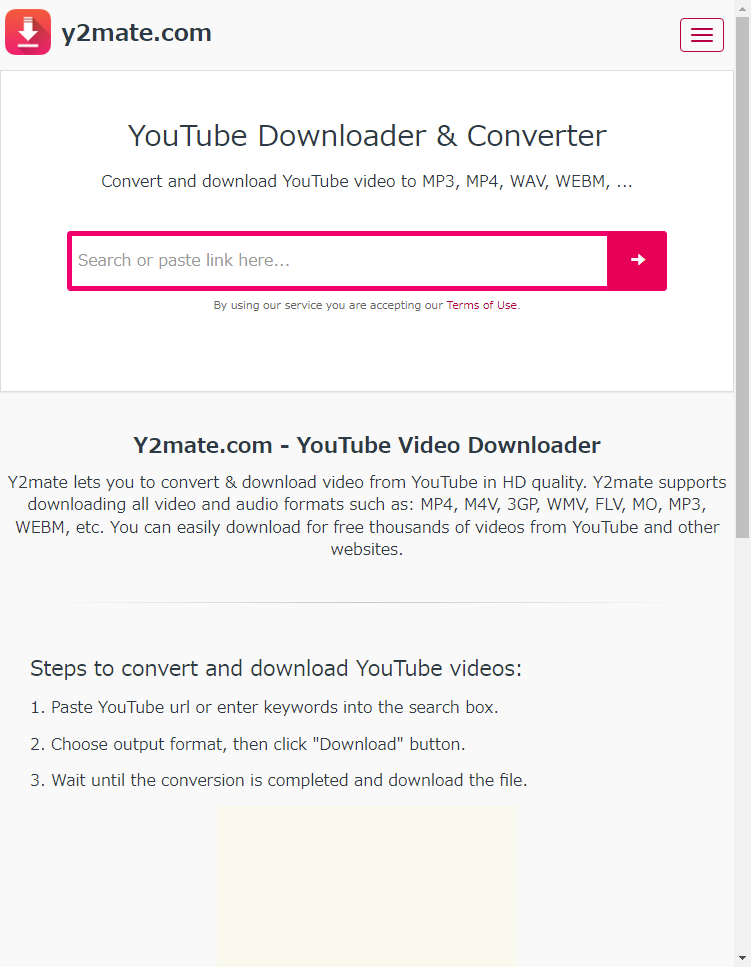 y2mate.com
YouTube Downloader & Converter
Convert and download YouTube video to MP3, MP4, WAV, WEBM, ...
Search or paste link here...
By using our service you are accepting our Terms of Use.
Y2mate.com - YouTube Video Downloader
Y2mate lets you to convert & download video from YouTube in HD quality. Y2mate supports
downloading all video and audio formats such as: MP4, M4V, 3GP, WMV, FLV, MO, MP3,
WEBM, etc. You can easily download for free thousands of videos from YouTube and other
websites.
Steps to convert and download YouTube videos:
1. Paste YouTube url or enter keywords into the search box.
2. Choose output format, then click "Download" button.
3. Wait until the conversion is completed and download the file.